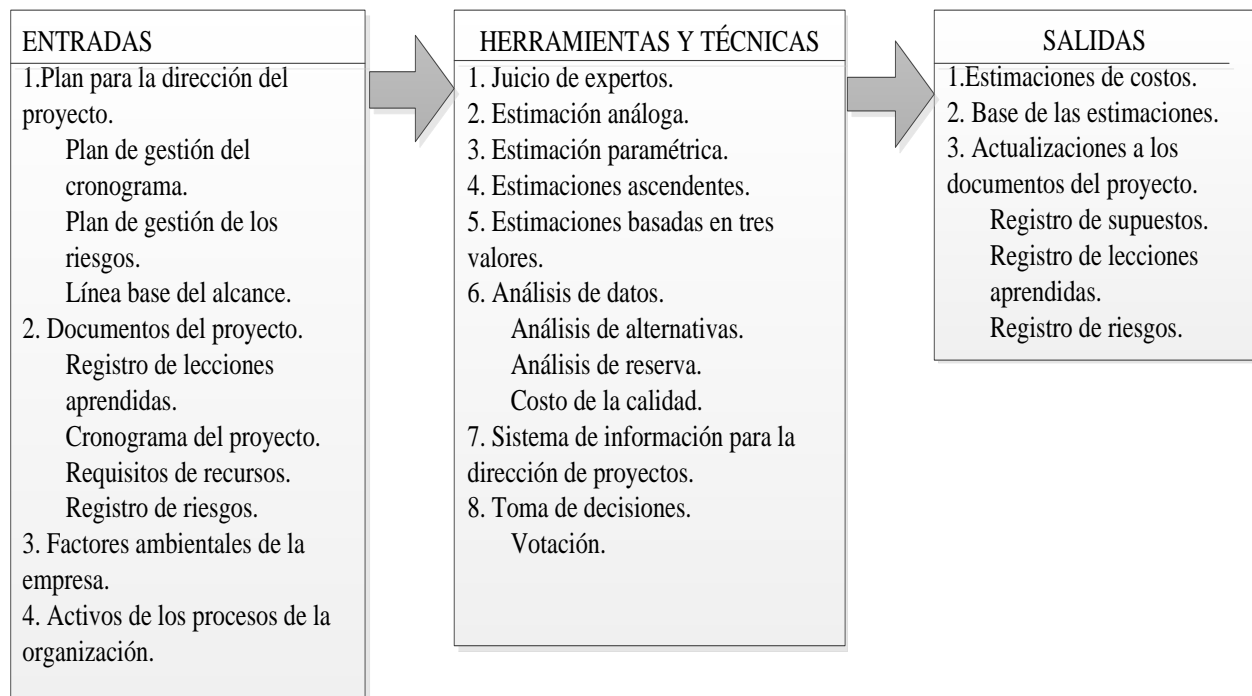 ENTRADAS
1.Plan para la dirección del
proyecto.
Plan de gestión del
cronograma.
Plan de gestión de los
riesgos.
Línea base del alcance.
2. Documentos del proyecto.
Registro de lecciones
aprendidas.
Cronograma del proyecto.
Requisitos de recursos.
Registro de riesgos.
3. Factores ambientales de la
empresa.
4. Activos de los procesos de la
organización.
HERRAMIENTAS Y TÉCNICAS
1. Juicio de expertos.
2. Estimación análoga.
3. Estimación paramétrica.
4. Estimaciones ascendentes.
5. Estimaciones basadas en tres
valores.
6. Análisis de datos.
Análisis de alternativas.
Análisis de reserva.
Costo de la calidad.
7. Sistema de información para la
dirección de proyectos.
8. Toma de decisiones.
Votación.
SALIDAS
1.Estimaciones de costos.
2. Base de las estimaciones.
3. Actualizaciones a los
documentos del proyecto.
Registro de supuestos.
Registro de lecciones
aprendidas.
Registro de riesgos.